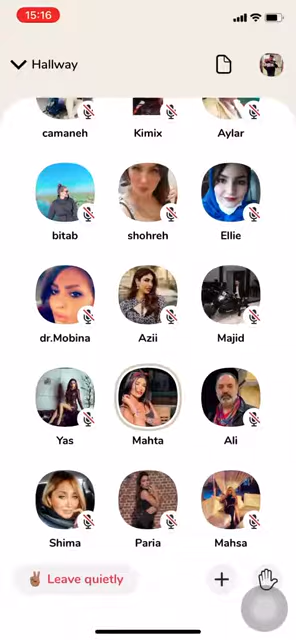 15:16
Hallway
camaneh Kimix Aylar
bitab shohreh Ellie
dr.Mobina Azii Majid
Yas Mahta Ali
Shima Paria Mahsa
✌🏼 Leave quietly